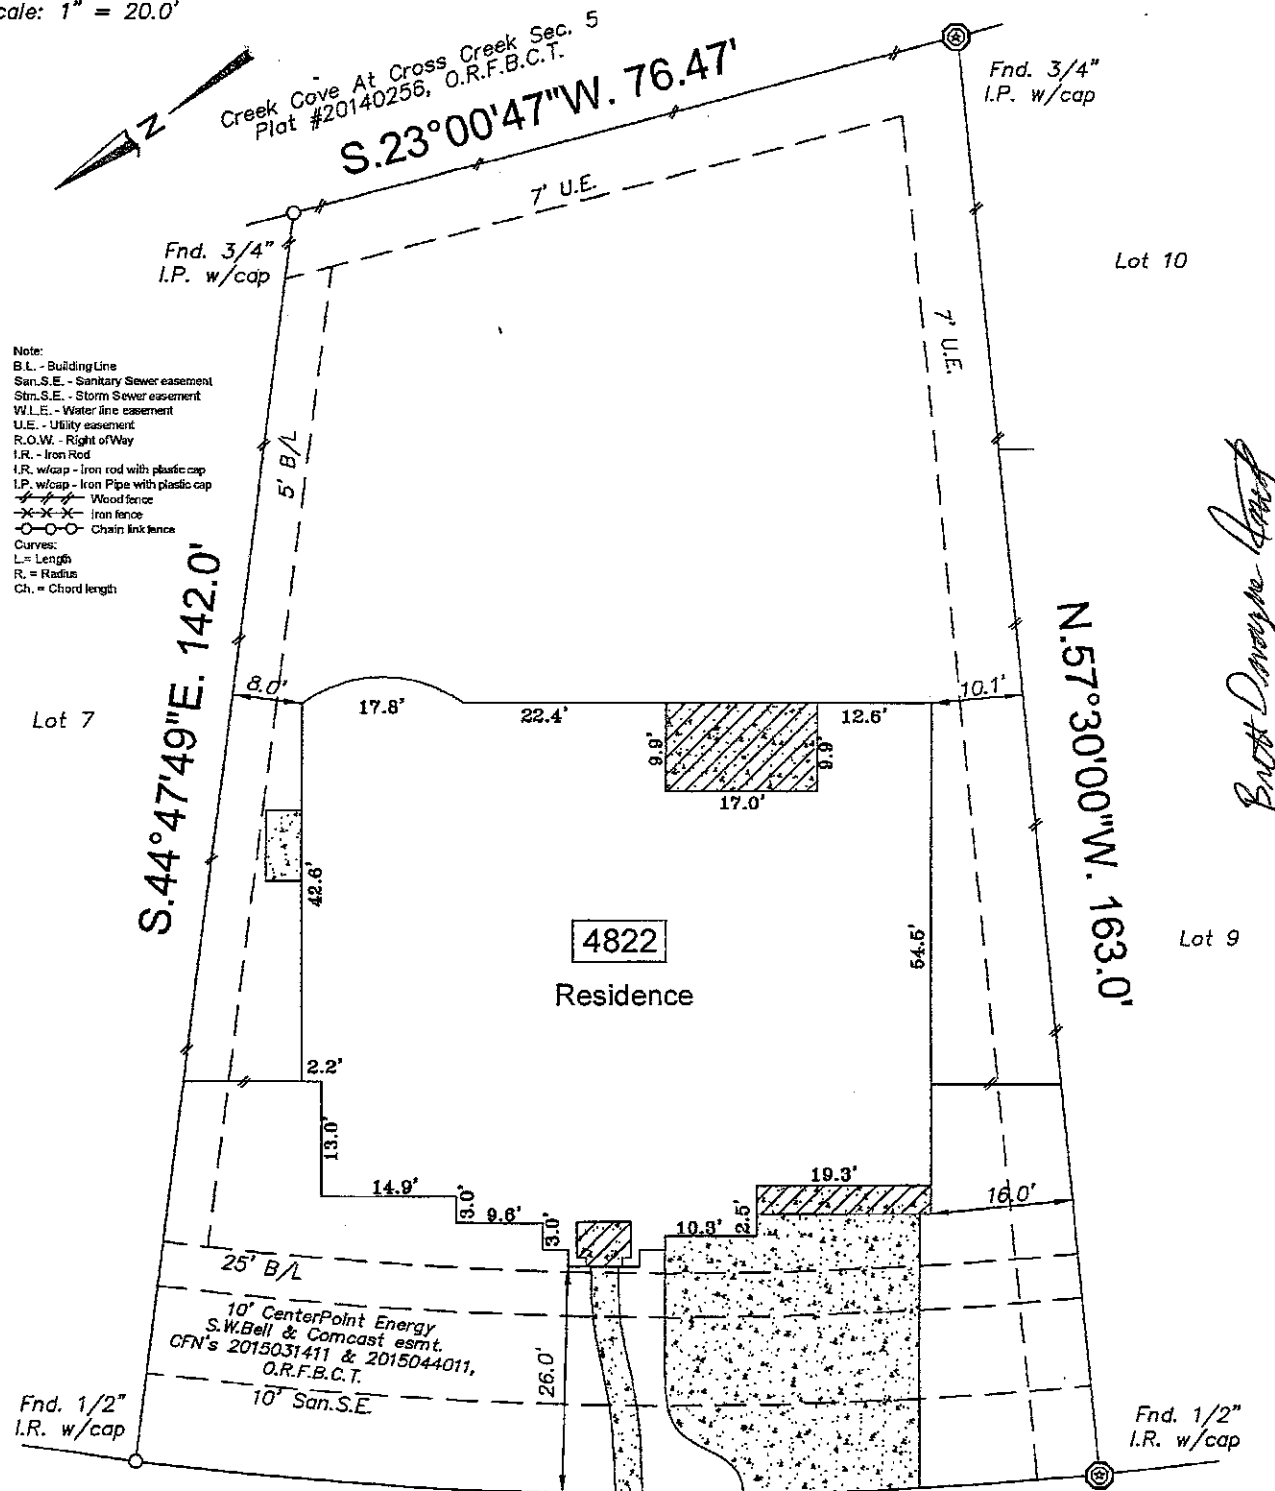 cale: 1" = 20.0'
Creek Cove At Cross Creek Sec. 5
Plat #20140256, O.R.F.B.C.T.
S.23°00'47"W. 76.47'
N
Fnd. 3/4"
I.P. w/cap
Fnd. 3/4"
I.P. w/cap
7' U.E.
Lot 10
7' U.E.
Note:
B.L. - Building Line
San.S.E. - Sanitary Sewer easement
Stm.S.E. - Storm Sewer easement
W.L.E. - Water line easement
U.E. - Utility easement
R.O.W. - Right of Way
I.R. - Iron Rod
I.R. w/cap - Iron rod with plastic cap
I.P. w/cap - Iron Pipe with plastic cap
Wood fence
Iron fence
Chain link fence
Curves:
L.= Length
R. = Radius
Ch. = Chord length
5' B/L
S.44°47'49"E. 142.0'
N.57°30'00"W. 163.0'
Lot 7
8.0'
17.8'
22.4'
12.6'
10.1'
9.9'
9.9'
17.0'
42.6'
4822
Residence
54.5'
Lot 9
2.2'
13.0'
14.9'
3.0'
9.6'
3.0'
10.3'
2.5'
19.3'
16.0'
25' B/L
10' CenterPoint Energy
S.W.Bell & Comcast esmt.
CFN's 2015031411 & 2015044011,
O.R.F.B.C.T.
10' San.S.E.
26.0'
Fnd. 1/2"
I.R. w/cap
Fnd. 1/2"
I.R. w/cap